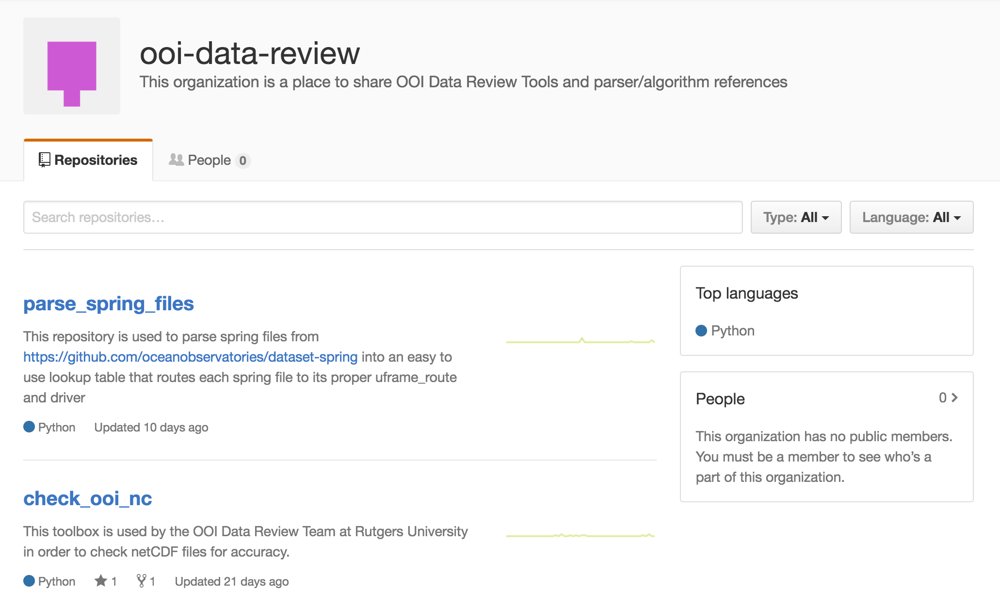 ooi-data-review
This organization is a place to share OOI Data Review Tools and parser/algorithm references
Repositories
People 0
Search repositories...
Type: All
Language: All
parse_spring_files
This repository is used to parse spring files from
https://github.com/oceanobservatories/dataset-spring into an easy to
use lookup table that routes each spring file to its proper uframe_route
and driver
Python Updated 10 days ago
check_ooi_nc
This toolbox is used by the OOI Data Review Team at Rutgers University
in order to check netCDF files for accuracy.
Python 1 1 Updated 21 days ago
Top languages
Python
People 0
This organization has no public members.
You must be a member to see who’s a
part of this organization.